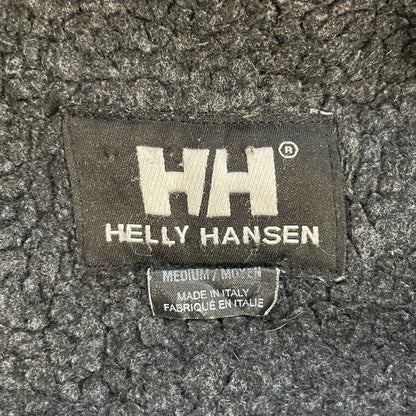 HH®
HELLY HANSEN
MEDIUM / MOYEN
MADE IN ITALY
FABRIQUÉ EN ITALIE